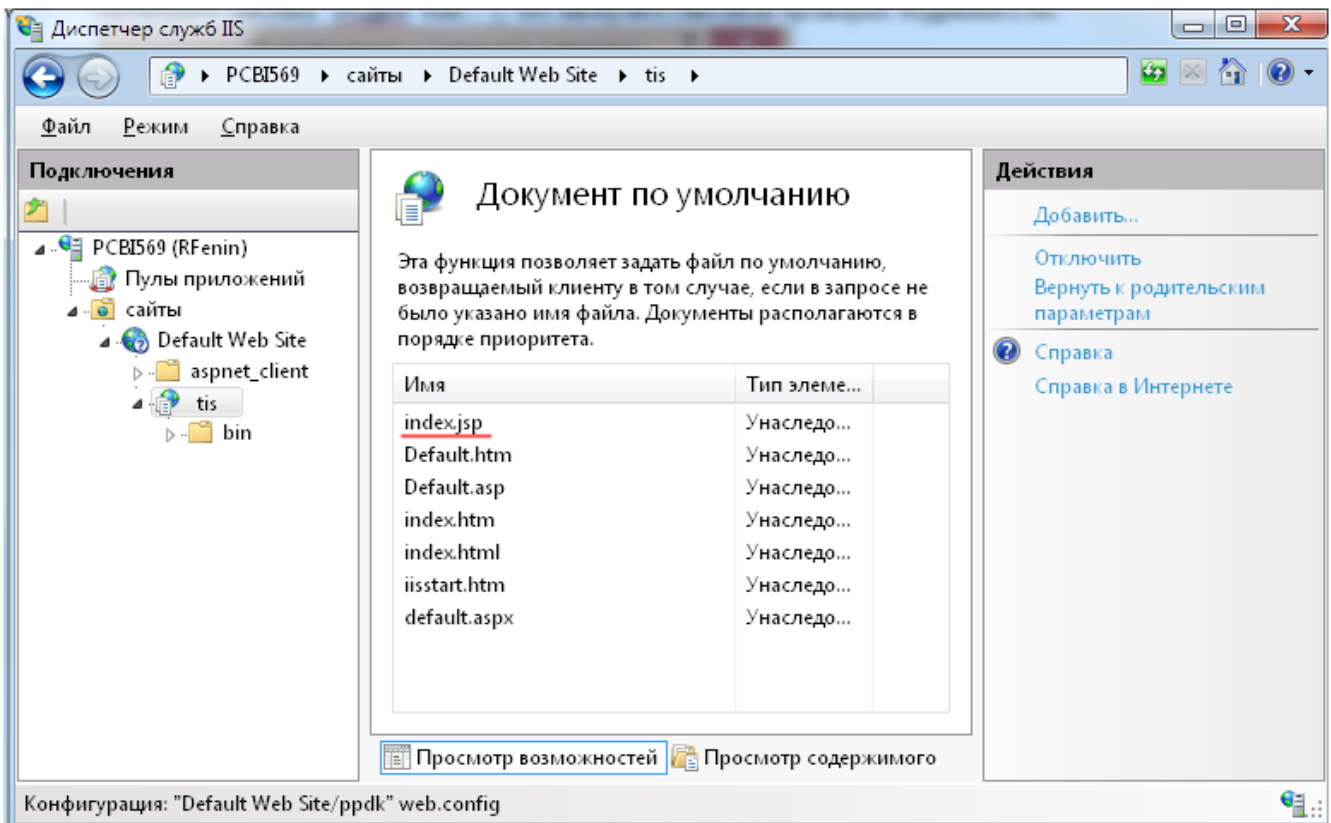 Диспетчер служб IIS
PCBI569 сайты Default Web Site tis
Файл Режим Справка
Подключения
PCBI569 (RFenin)
Пулы приложений
сайты
Default Web Site
aspnet_client
tis
bin
Документ по умолчанию
Эта функция позволяет задать файл по умолчанию,
возвращаемый клиенту в том случае, если в запросе не
было указано имя файла. Документы располагаются в
порядке приоритета.
Имя Тип элеме...
index.jsp Унаследо...
Default.htm Унаследо...
Default.asp Унаследо...
index.htm Унаследо...
index.html Унаследо...
iisstart.htm Унаследо...
default.aspx Унаследо...
Просмотр возможностей Просмотр содержимого
Действия
Добавить...
Отключить
Вернуть к родительским
параметрам
Справка
Справка в Интернете
Конфигурация: "Default Web Site/ppdk" web.config